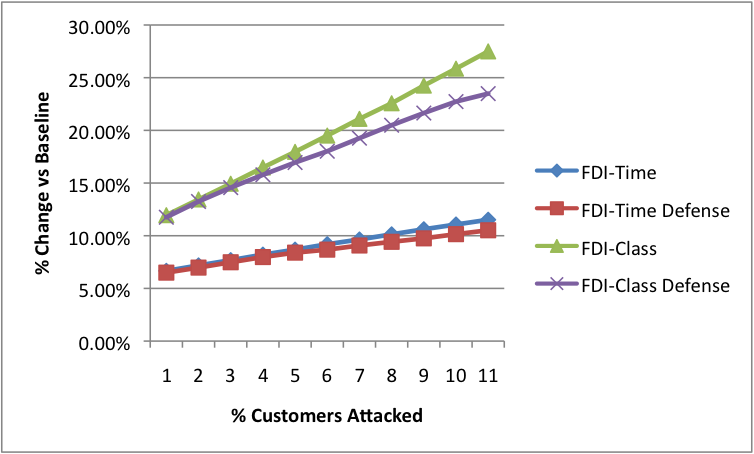 30.00%
25.00%
20.00%
15.00%
10.00%
5.00%
0.00%
% Change vs Baseline
1 2 3 4 5 6 7 8 9 10 11
% Customers Attacked
FDI-Time
FDI-Time Defense
FDI-Class
FDI-Class Defense